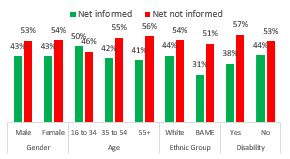 Net informed Net not informed
43% 53% 43% 54% 50% 46% 42% 55% 41% 56% 44% 54% 31% 51% 38% 57% 44% 53%
Male Female 16 to 34 35 to 54 55+ White BAME Yes No
Gender Age Ethnic Group Disability